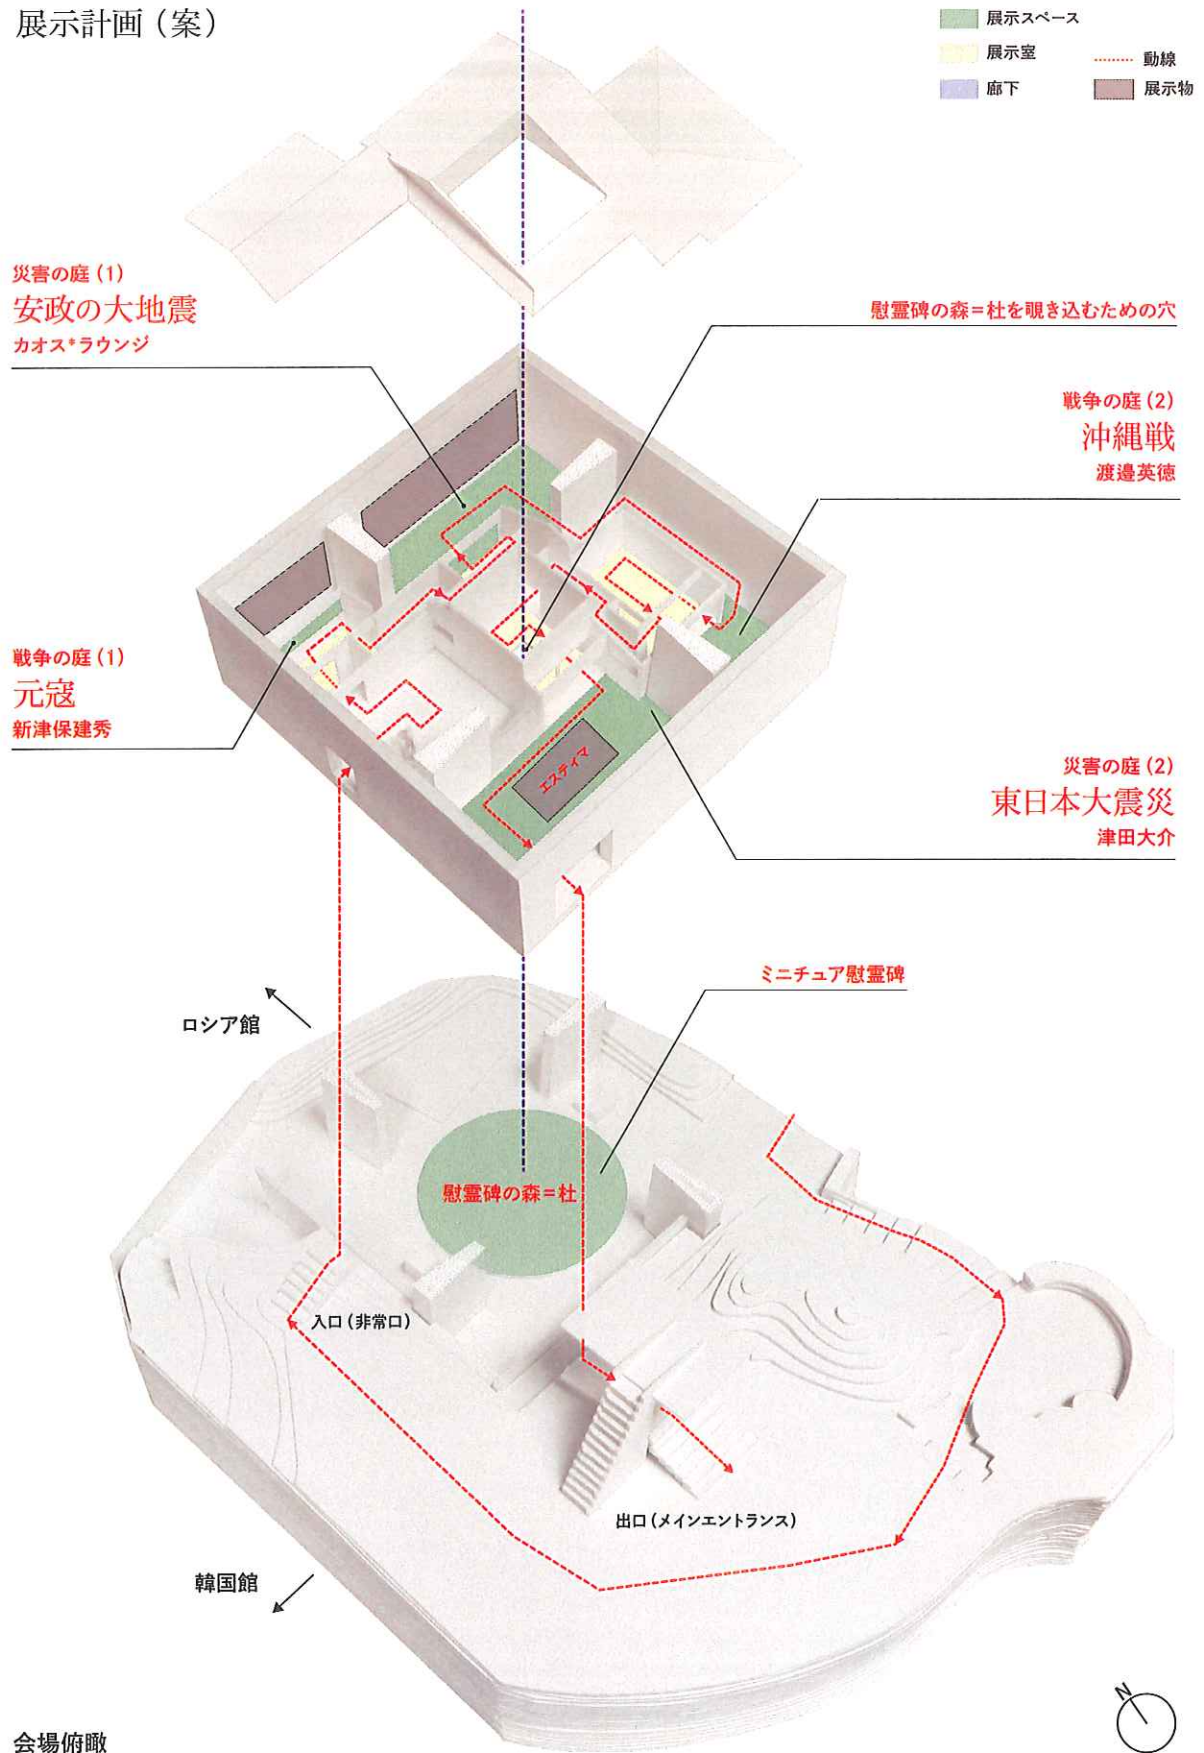 展示計画（案）
展示スペース
展示室
動線
廊下
展示物
災害の庭（1）
安政の大地震
カオス*ラウンジ
慰霊碑の森＝杜を覗き込むための穴
戦争の庭（2）
沖縄戦
渡邉英徳
戦争の庭（1）
元寇
新津保建秀
エスティマ
災害の庭（2）
東日本大震災
津田大介
ミニチュア慰霊碑
ロシア館
慰霊碑の森＝杜
入口（非常口）
出口（メインエントランス）
韓国館
N
会場俯瞰